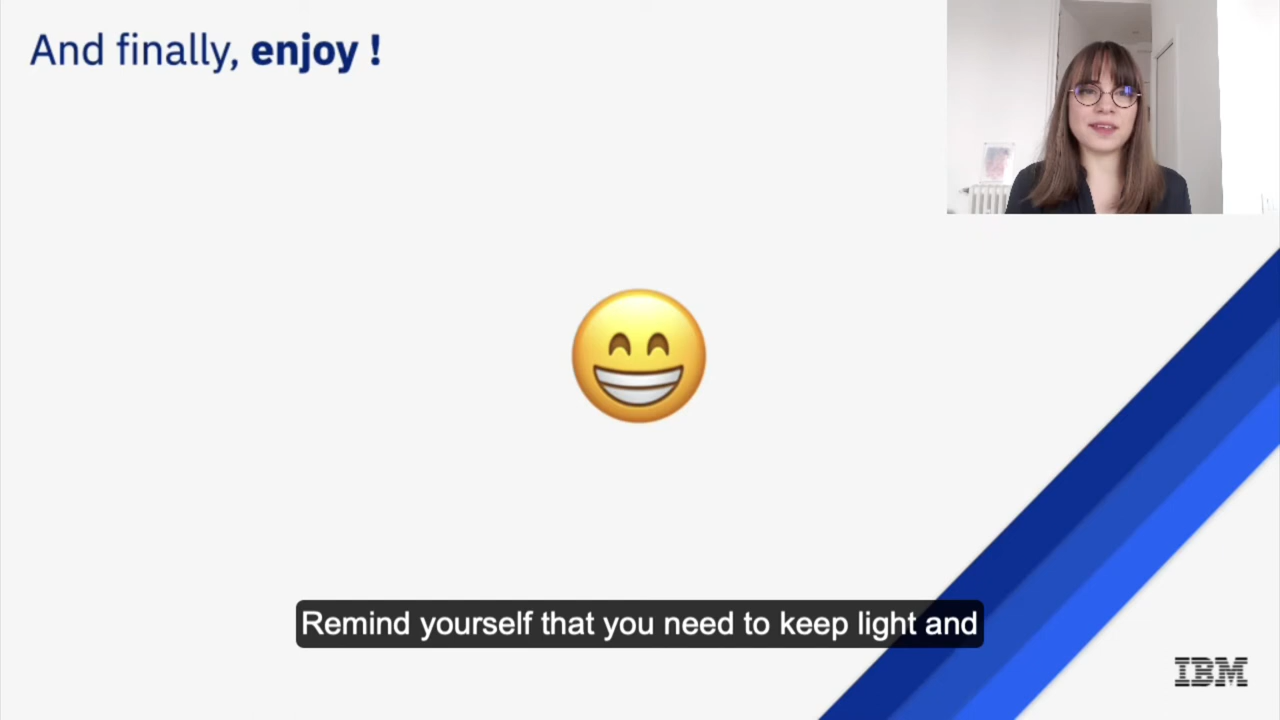 And finally, enjoy !
Remind yourself that you need to keep light and
IBM